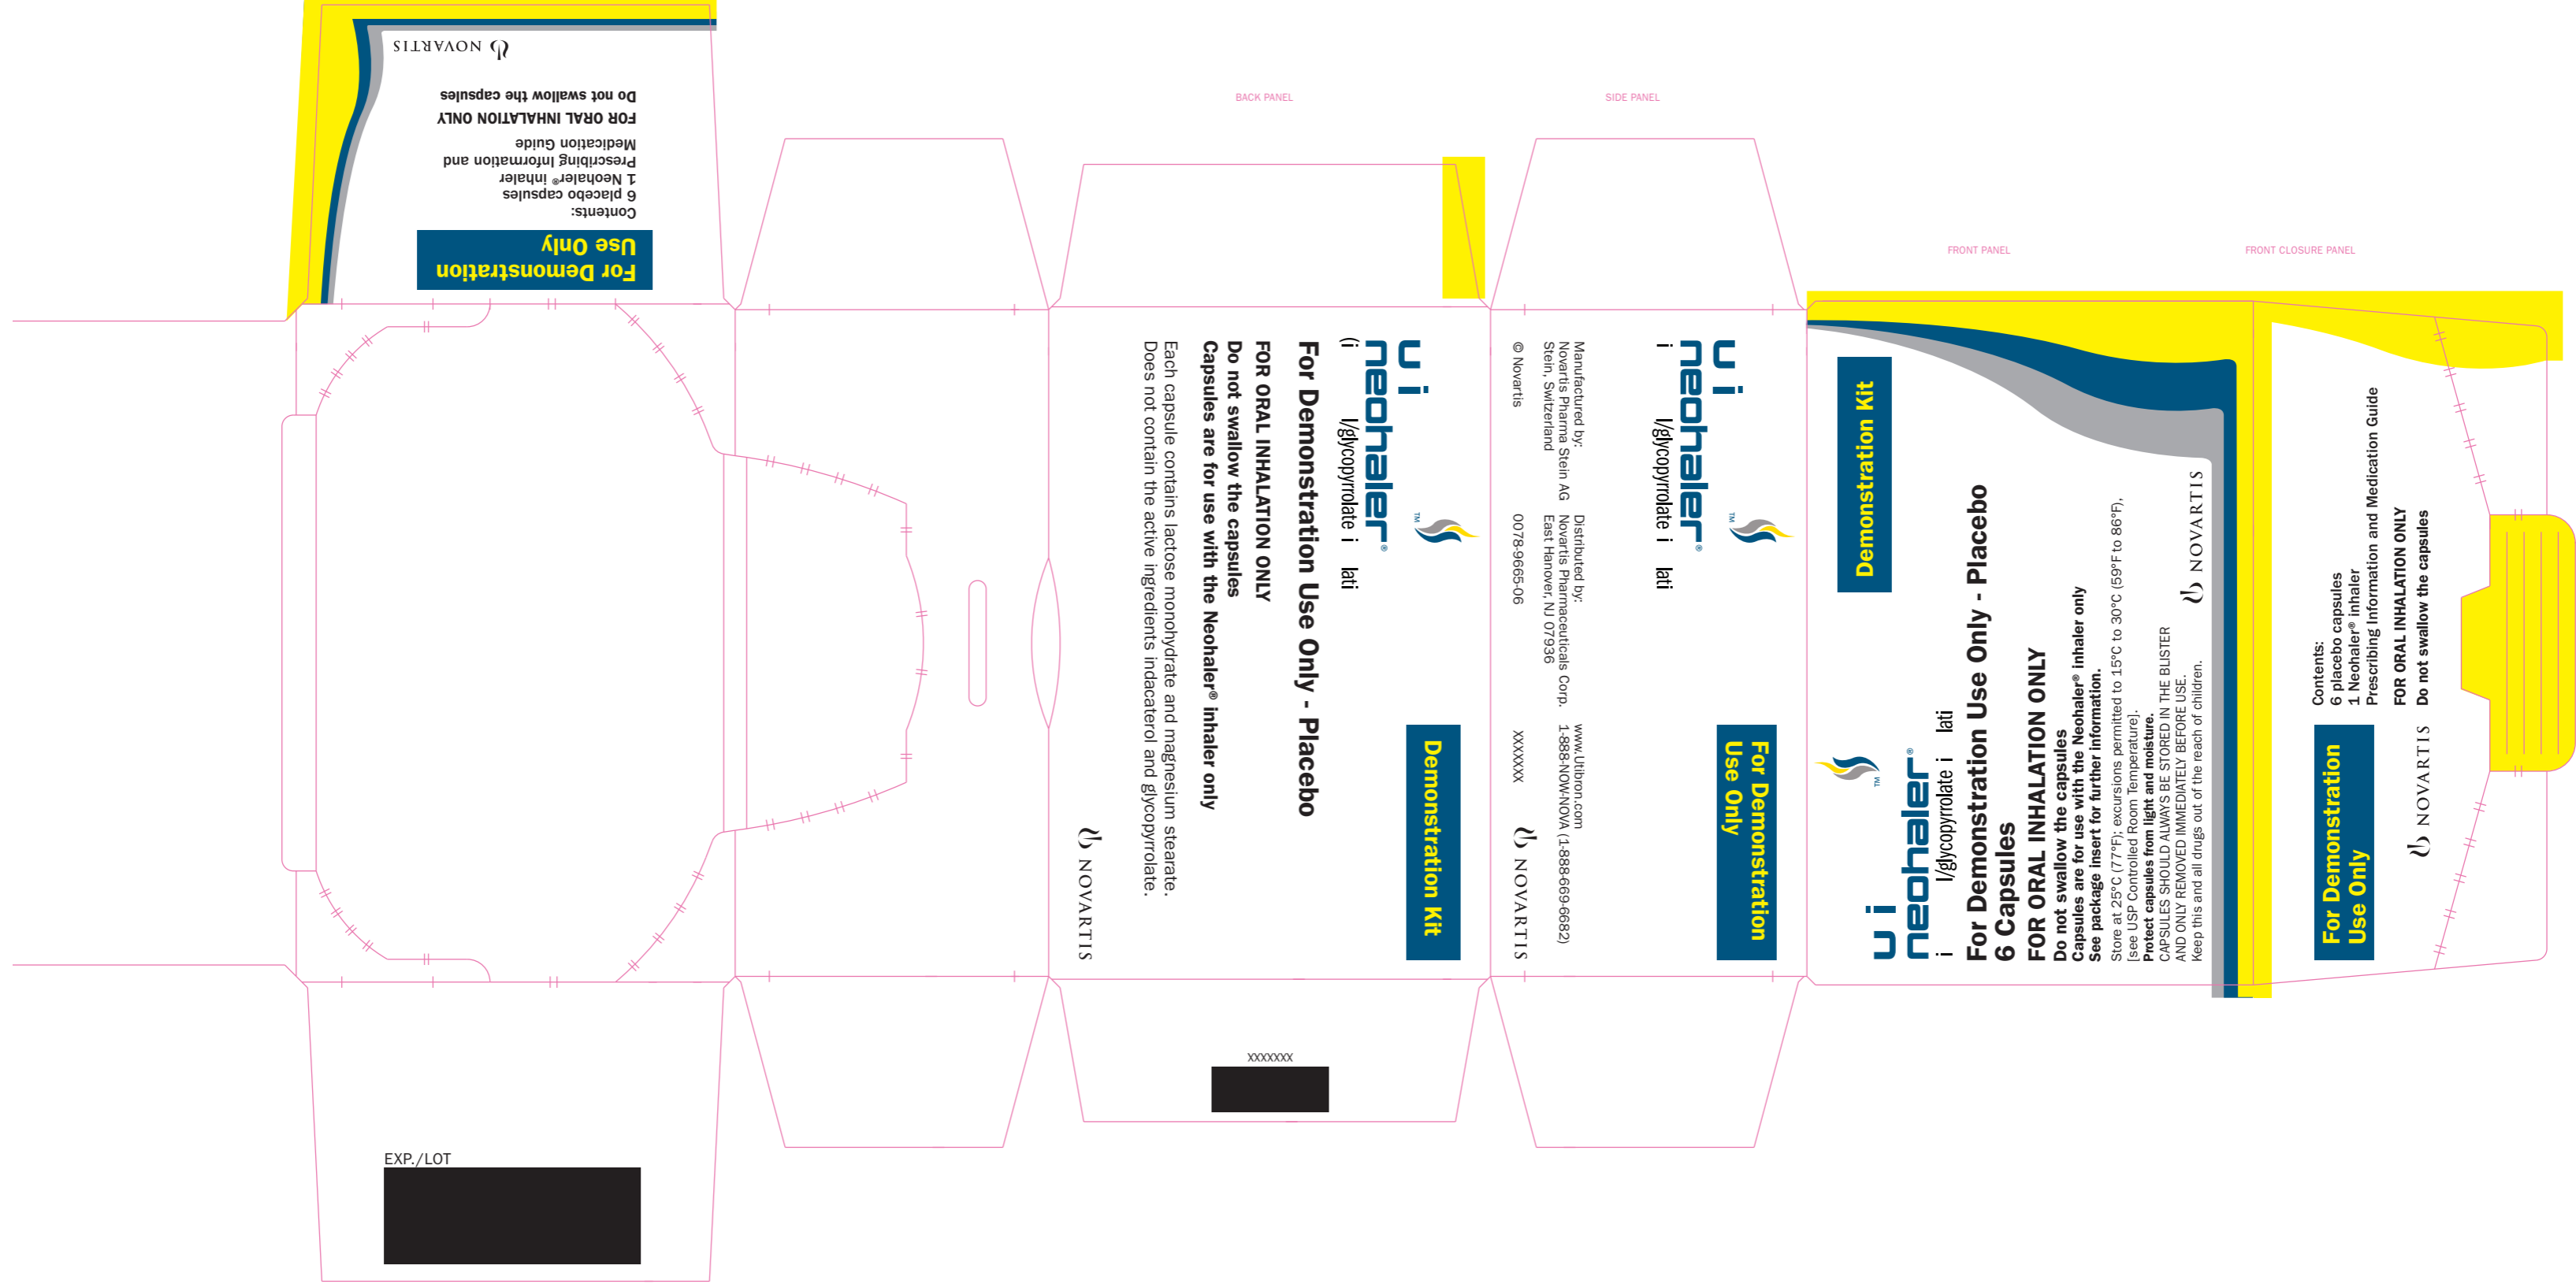 NOVARTIS
Do not swallow the capsules
FOR ORAL INHALATION ONLY
Medication Guide
Prescribing Information and
1 Neohaler® inhaler
6 placebo capsules
Contents:
For Demonstration
Use Only
EXP./LOT
BACK PANEL
u i
neohaler®
TM
(i l/glycopyrrolate i lati
For Demonstration Use Only - Placebo
FOR ORAL INHALATION ONLY
Do not swallow the capsules
Capsules are for use with the Neohaler® inhaler only
Each capsule contains lactose monohydrate and magnesium stearate.
Does not contain the active ingredients indacaterol and glycopyrrolate.
Demonstration Kit
NOVARTIS
XXXXXXX
SIDE PANEL
u i
neohaler®
TM
i l/glycopyrrolate i lati
For Demonstration
Use Only
Manufactured by:
Novartis Pharma Stein AG
Stein, Switzerland
Distributed by:
Novartis Pharmaceuticals Corp.
East Hanover, NJ 07936
www.Utibron.com
1-888-NOW-NOVA (1-888-669-6682)
© Novartis
0078-9665-06
XXXXXXX
NOVARTIS
FRONT PANEL
Demonstration Kit
u i
neohaler®
TM
i l/glycopyrolate i lati
For Demonstration Use Only - Placebo
6 Capsules
FOR ORAL INHALATION ONLY
Do not swallow the capsules
Capsules are for use with the Neohaler® inhaler only
See package insert for further information.
Store at 25°C (77°F); excursions permitted to 15°C to 30°C (59°F to 86°F),
[see USP Controlled Room Temperature].
Protect capsules from light and moisture.
CAPSULES SHOULD ALWAYS BE STORED IN THE BLISTER
AND ONLY REMOVED IMMEDIATELY BEFORE USE.
Keep this and all drugs out of the reach of children.
NOVARTIS
FRONT CLOSURE PANEL
For Demonstration
Use Only
Contents:
6 placebo capsules
1 Neohaler® inhaler
Prescribing Information and Medication Guide
FOR ORAL INHALATION ONLY
Do not swallow the capsules
NOVARTIS